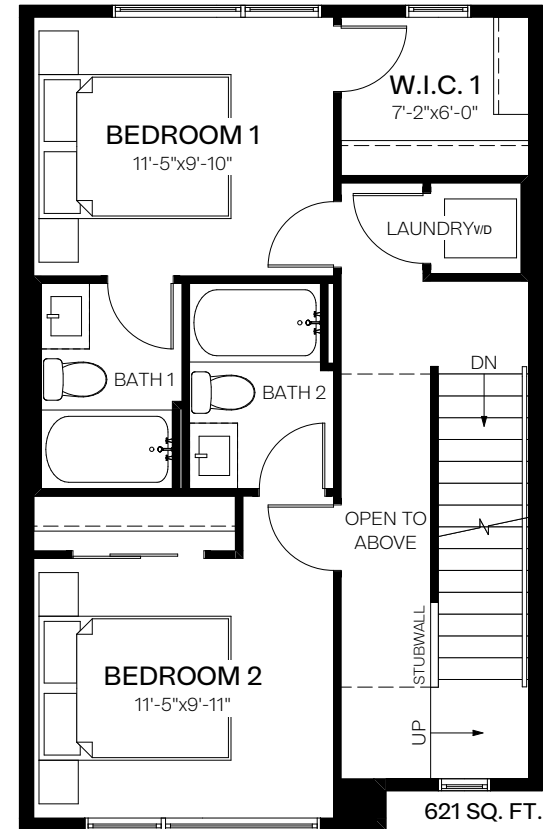 W.I.C. 1
7'-2"x6'-0"
BEDROOM 1
11'-5"x9'-10"
LAUNDRY W/D
DN
BATH 1
BATH 2
OPEN TO
ABOVE
STUBWALL
BEDROOM 2
11'-5"x9'-11"
UP
621 SQ. FT.